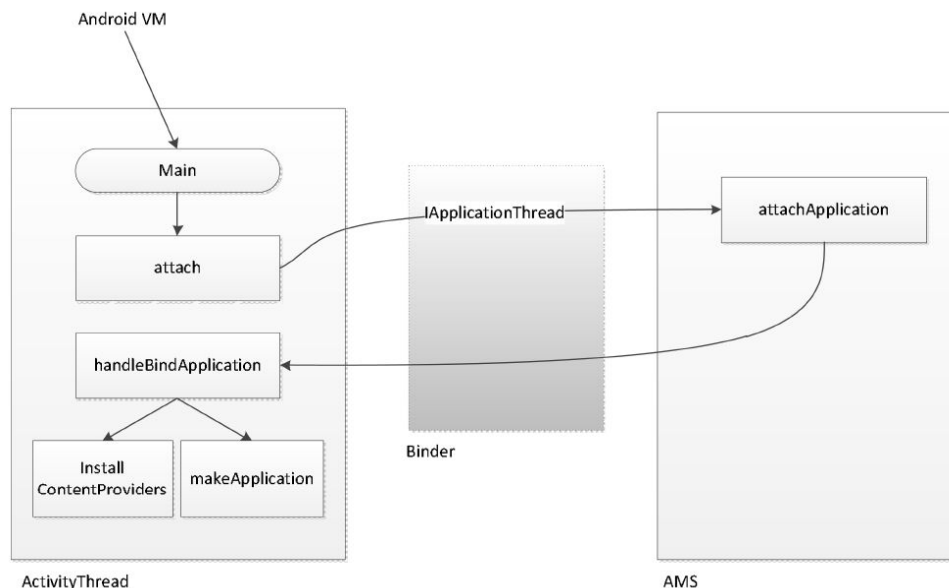 Android VM
Main
IApplicationThread
attachApplication
attach
handleBindApplication
Install
ContentProviders
makeApplication
Binder
ActivityThread
AMS